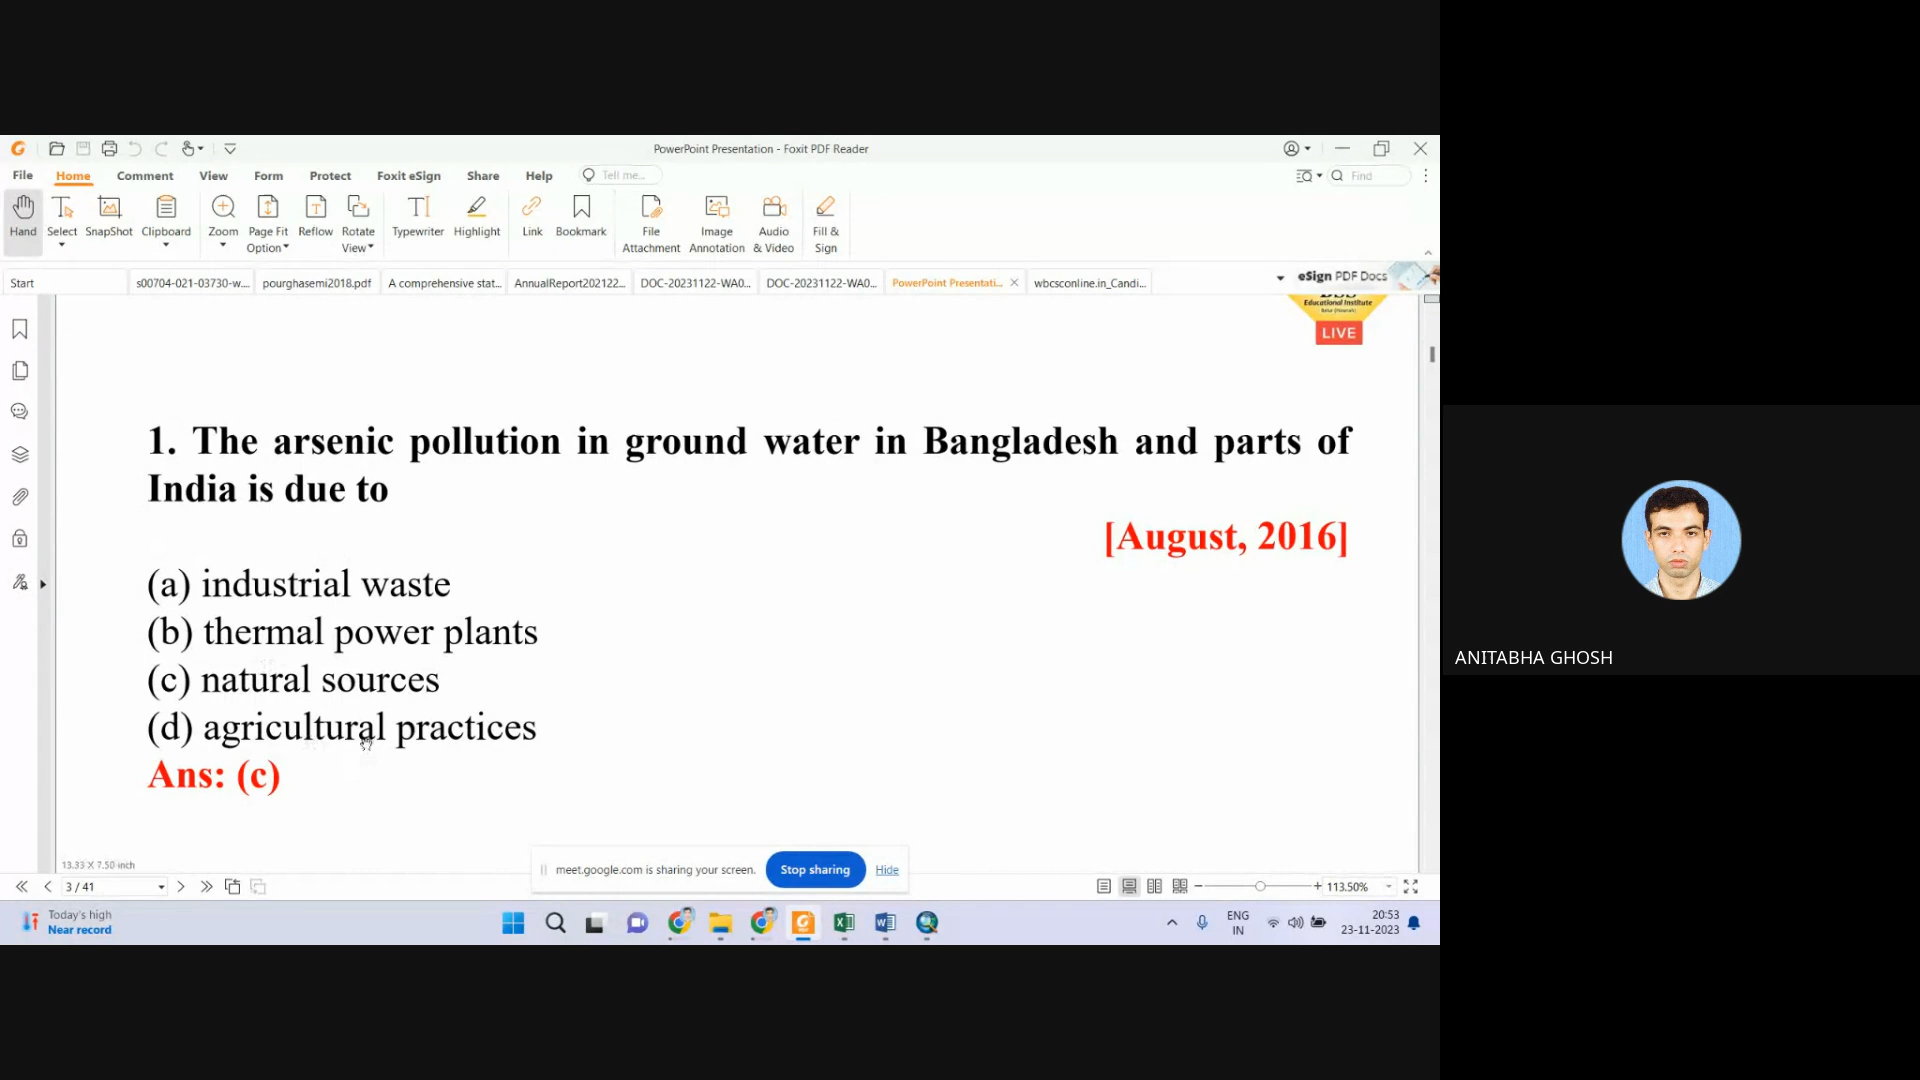 PowerPoint Presentation - Foxit PDF Reader
File Home Comment View Form Protect Foxit eSign Share Help Tell me... Find
Hand Select SnapShot Clipboard Zoom Page Fit Option Reflow Rotate View Typewriter Highlight Link Bookmark File Attachment Image Annotation Audio & Video Fill & Sign
Start s00704-021-03730-w... pourghasemi2018.pdf A comprehensive stat... AnnualReport202122... DOC-20231122-WA0... DOC-20231122-WA0... PowerPoint Presentati... wbcsconline.in_Candi... eSign PDF Docs
Educational Institute
LIVE
1. The arsenic pollution in ground water in Bangladesh and parts of
India is due to
[August, 2016]
(a) industrial waste
(b) thermal power plants
(c) natural sources
(d) agricultural practices
Ans: (c)
ANITABHA GHOSH
13.33 X 7.50 inch
meet.google.com is sharing your screen. Stop sharing Hide
3 / 41 113.50%
Today's high
Near record
ENG
IN
20:53
23-11-2023